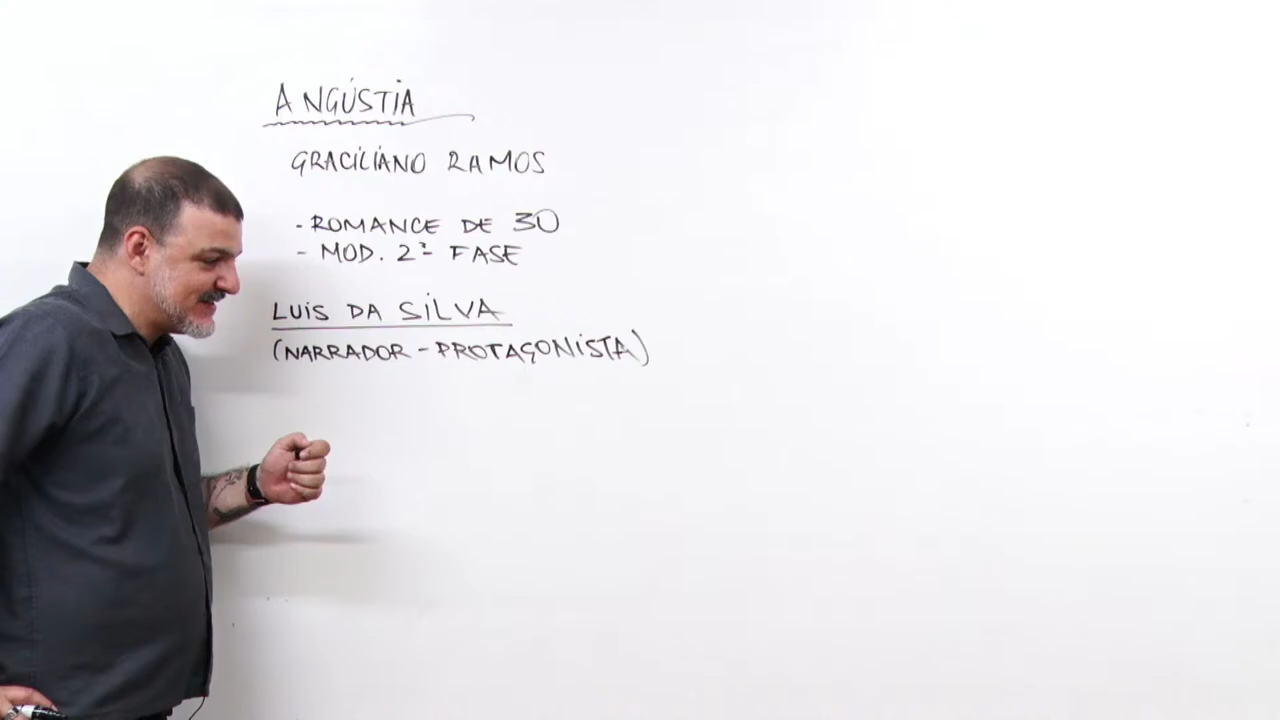 ANGÚSTIA
GRACILIANO RAMOS
- ROMANCE DE 30
- MOD. 2ª FASE
LUIS DA SILVA
(NARRADOR - PROTAGONISTA)